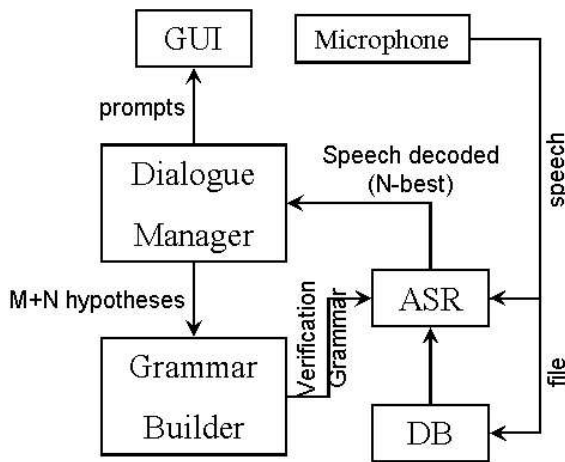 GUI
Microphone
prompts
Speech decoded
(N-best)
speech
Dialogue
Manager
M+N hypotheses
Verification
Grammar
ASR
file
Grammar
Builder
DB